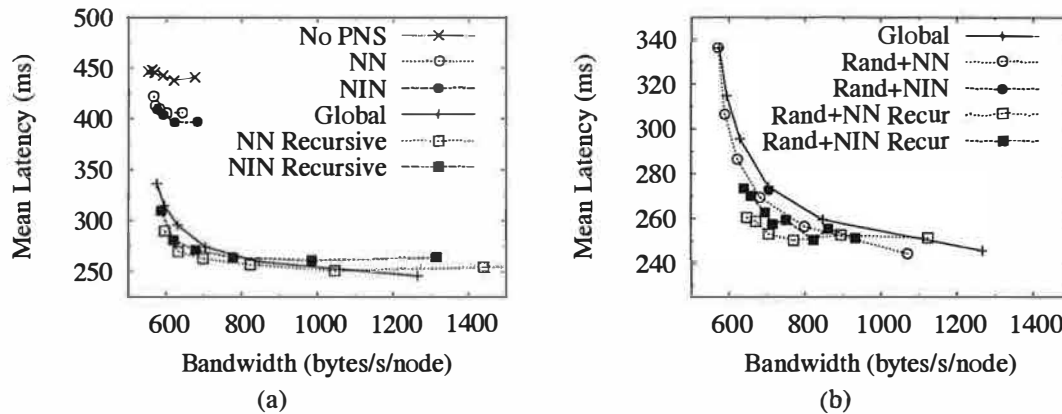 500
450
400
350
300
250
200
Mean Latency (ms)
No PNS
NN
NIN
Global
NN Recursive
NIN Recursive
600 800 1000 1200 1400
Bandwidth (bytes/s/node)
(a)
340
320
300
280
260
240
Mean Latency (ms)
Global
Rand+NN
Rand+NIN
Rand+NN Recur
Rand+NIN Recur
600 800 1000 1200 1400
Bandwidth (bytes/s/node)
(b)